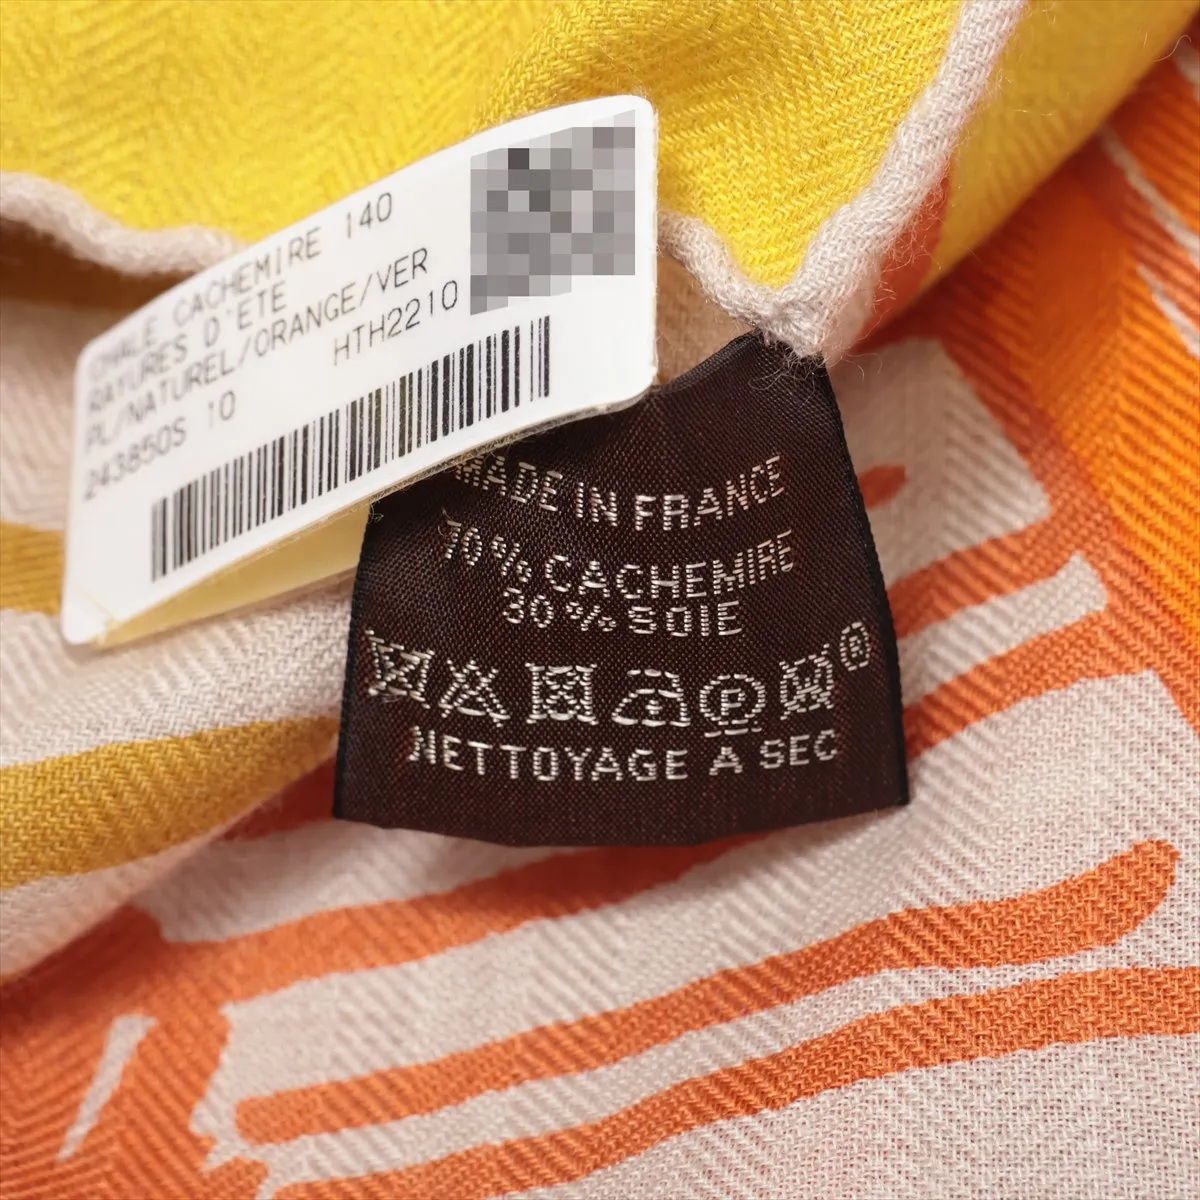 CHALE CACHEMIRE 140
RAYURES D'ETE
PL/NATUREL/ORANGE/VER
HTH2210
243850S 10
MADE IN FRANCE
70% CACHEMIRE
30% SOIE
P
W
NETTOYAGE A SEC